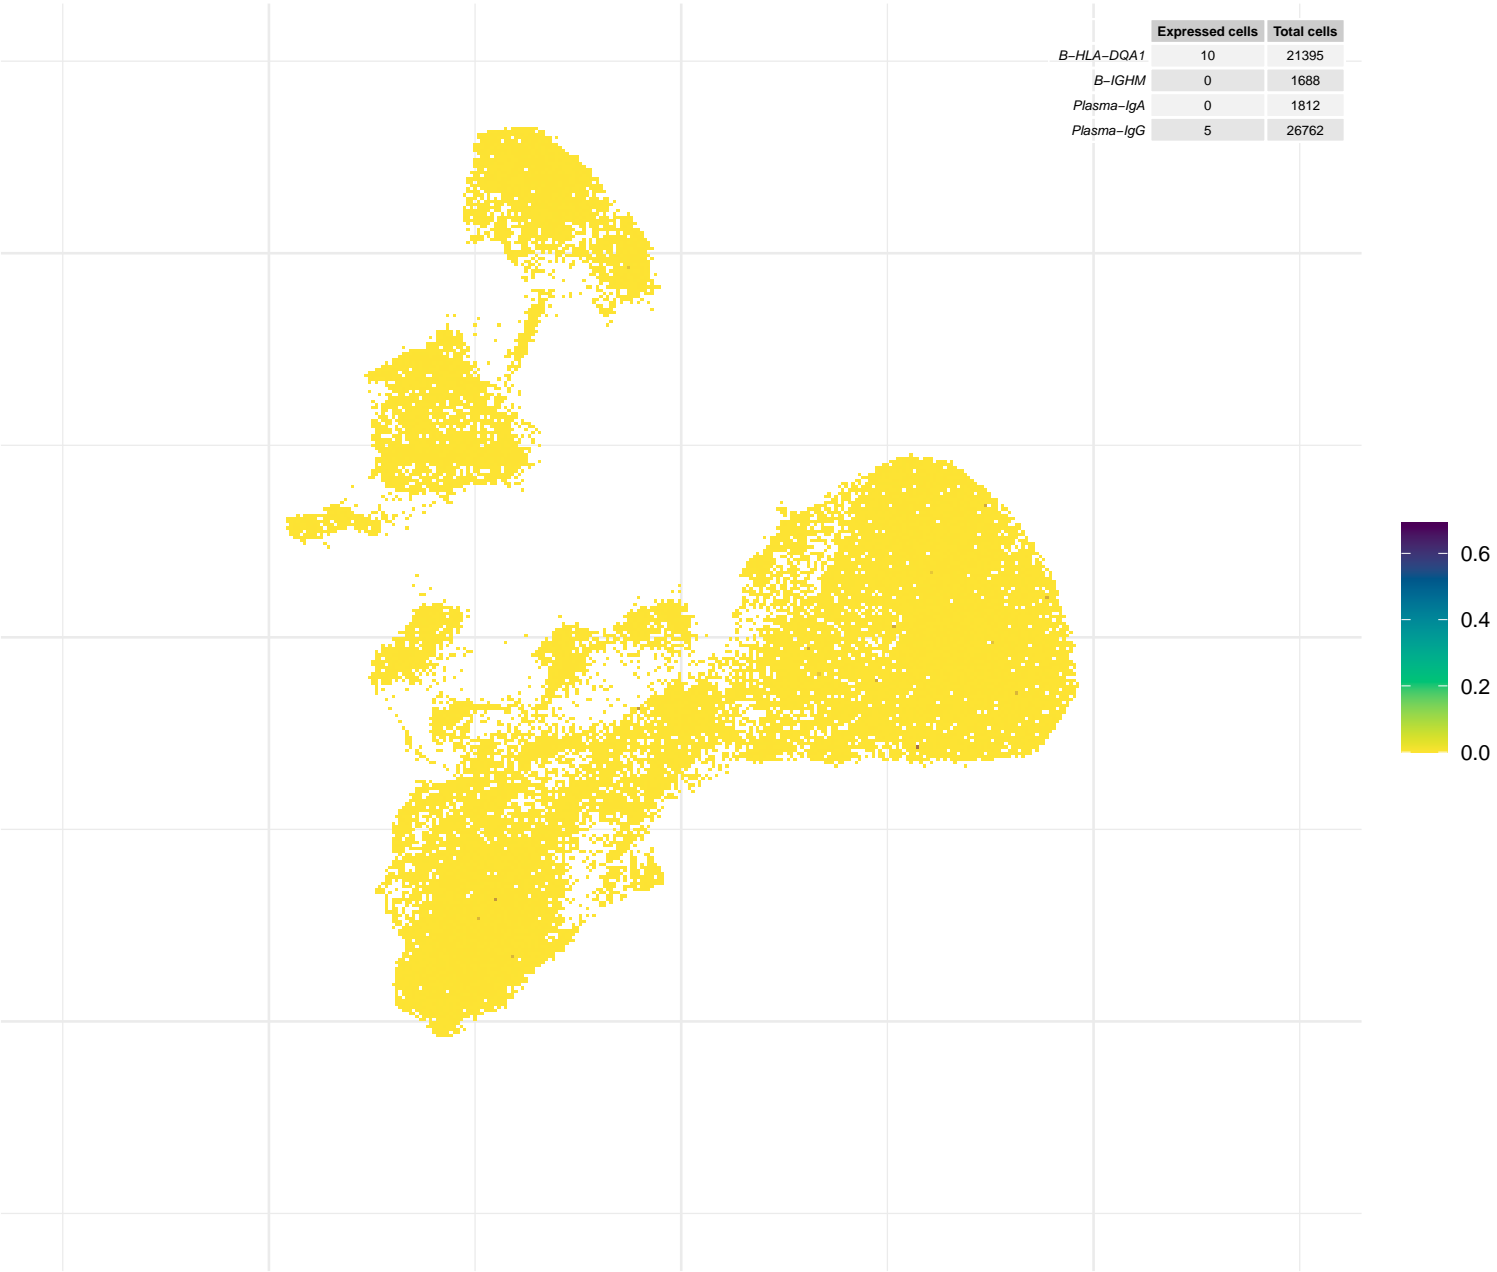 Expressed cells Total cells
B−HLA−DQA1 10 21395
B−IGHM 0 1688
Plasma−IgA 0 1812
Plasma−IgG 5 26762
0.6
0.4
0.2
0.0